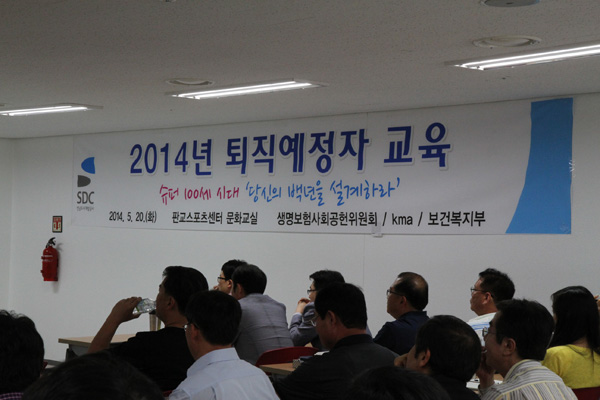 2014년 퇴직예정자 교육
슈퍼 100세 시대 '당신의 백년을 설계하라'
SDC
2014. 5. 20.(화) 판교스포츠센터 문화교실 생명보험사회공헌위원회 / kma / 보건복지부